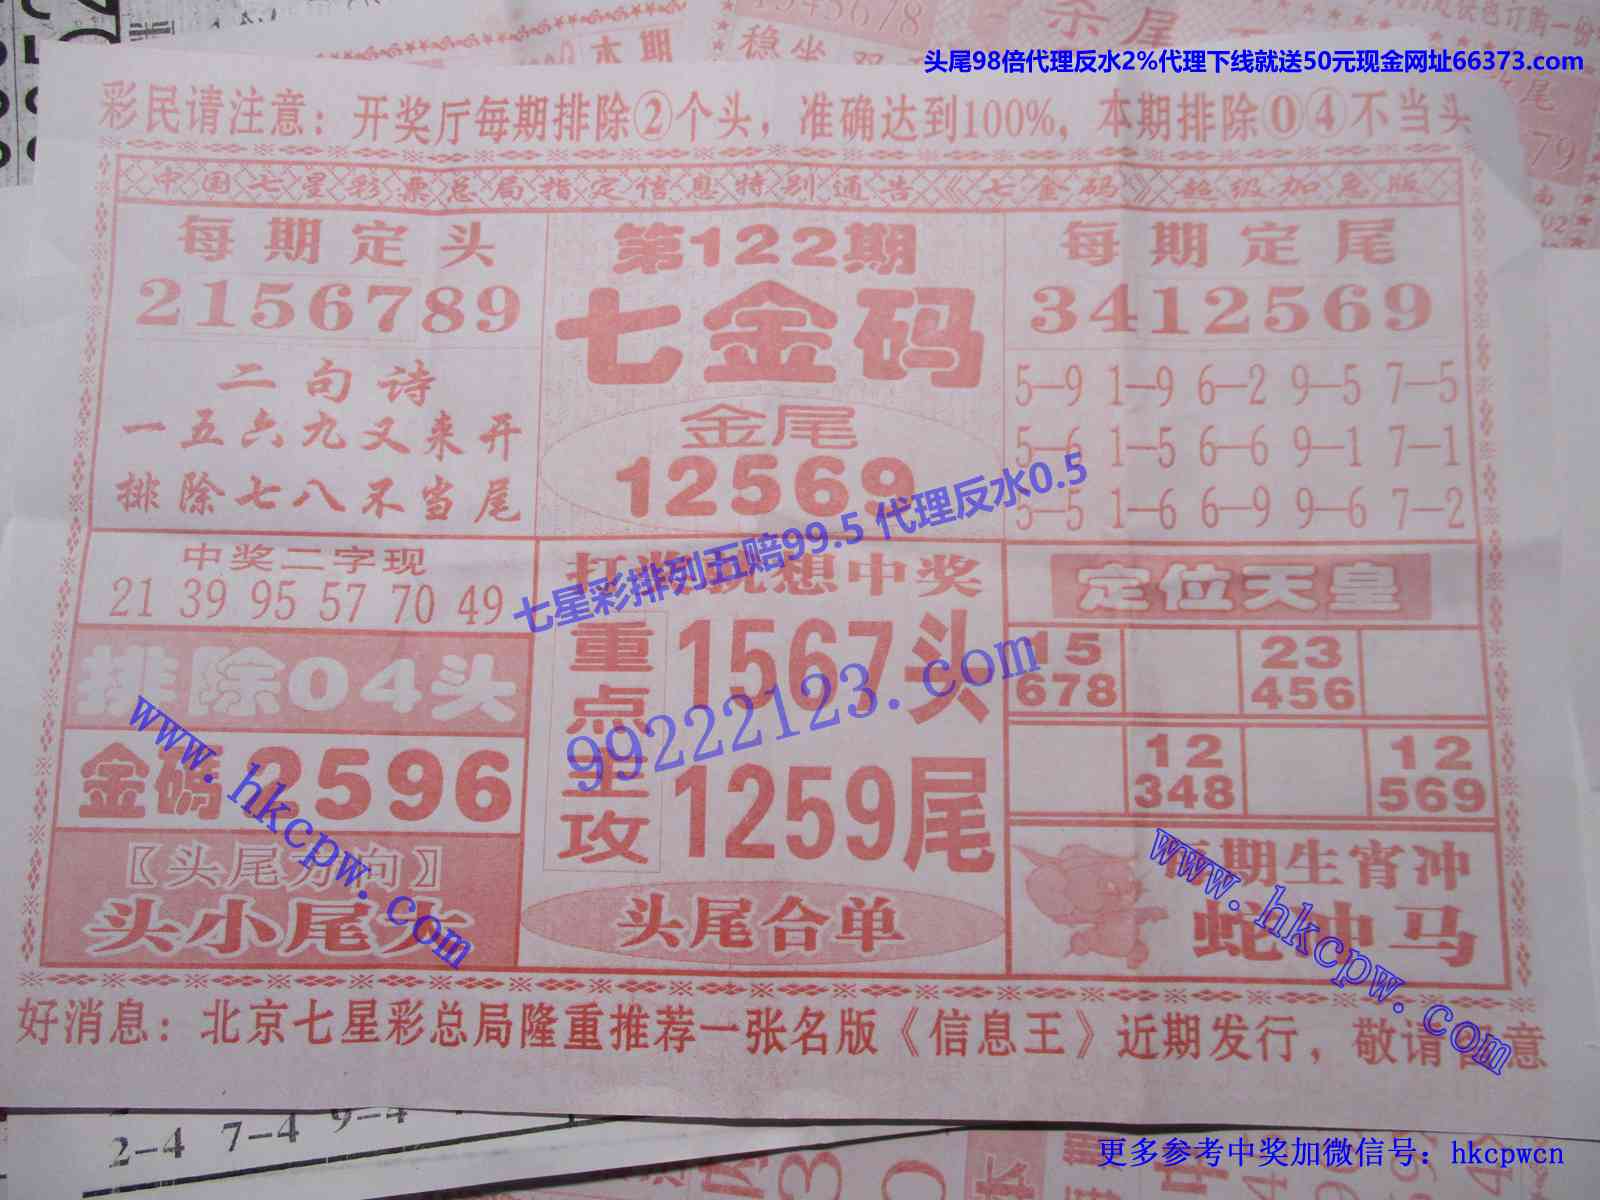 头尾98倍代理反水2%代理下线就送50元现金网址66373.com
彩民请注意：开奖厅每期排除②个头，准确达到100%，本期排除⓪④不当头
中国七星彩票总局指定信息特别通告《七金码》超级加急版
每期定头
2156789
二句诗
一五六九又来开
排除七八不当尾
第122期
七金码
金尾
12569
每期定尾
3412569
5—9 1—9 6—2 9—5 7—5
5—6 1—5 6—6 9—1 7—1
5—5 1—6 6—9 9—6 7—2
七星彩排列五赔99.5 代理反水0.5
中奖二字现
21 39 95 57 70 49
排除04头
金码2596
〖头尾方向〗
头小尾大
想中奖
重点主攻
1567头
1259尾
头尾合单
99222123.com
定位天皇
15 678
23 456
12 348
12 569
每期生肖冲
蛇冲马
www.hkcpw.com
www.hkcpw.com
好消息：北京七星彩总局隆重推荐一张名版《信息王》近期发行，敬请留意
2—4 7—4 9—4
更多参考中奖加微信号：hkcpwcn